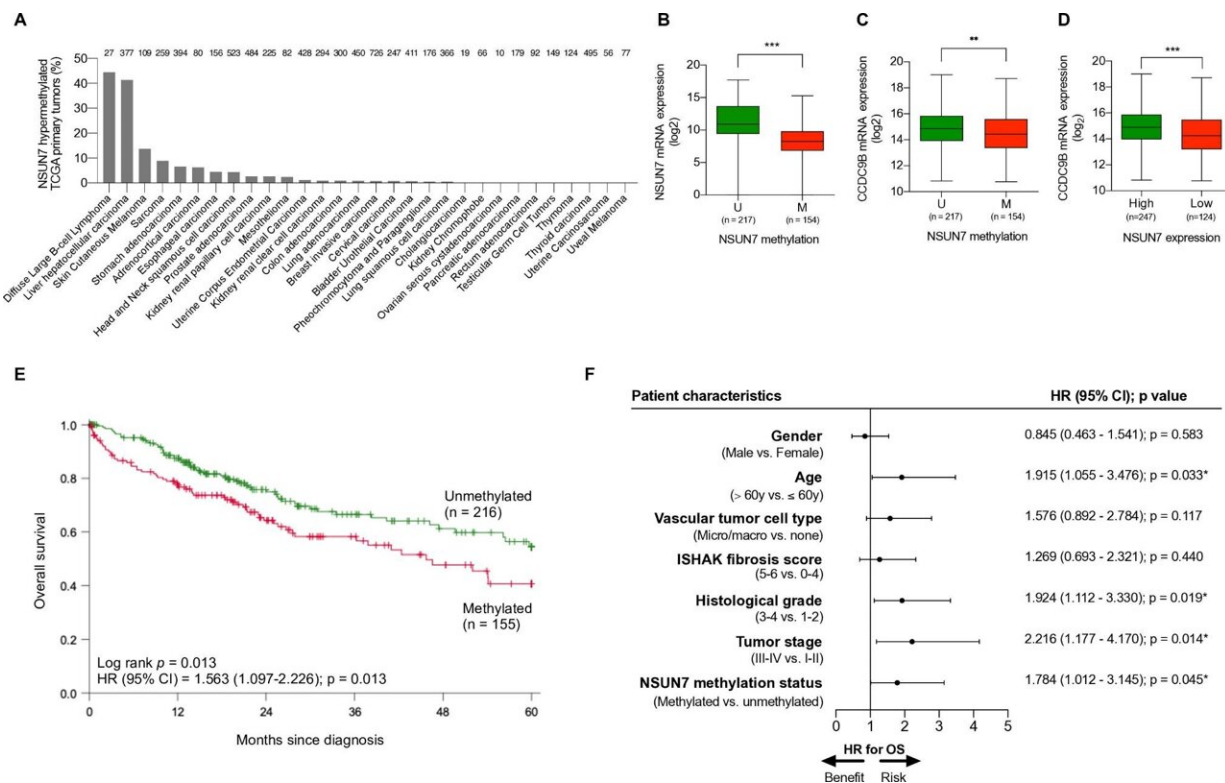 A
27 377 109 259 394 80 156 523 484 225 82 428 294 300 450 726 247 411 176 366 19 66 10 179 92 149 124 495 56 77
NSUN7 hypermethylated
TCGA primary tumors (%)
50
40
30
20
10
0
Diffuse Large B-cell Lymphoma
Liver hepatocellular carcinoma
Skin Cutaneous Melanoma
Sarcoma
Stomach adenocarcinoma
Adrenocortical carcinoma
Esophageal carcinoma
Head and Neck squamous cell carcinoma
Prostate adenocarcinoma
Kidney renal papillary cell carcinoma
Mesothelioma
Uterine Corpus Endometrial Carcinoma
Kidney renal clear cell carcinoma
Colon adenocarcinoma
Lung adenocarcinoma
Breast invasive carcinoma
Cervical carcinoma
Bladder Urothelial Carcinoma
Pheochromocytoma and Paraganglioma
Lung squamous cell carcinoma
Cholangiocarcinoma
Kidney Chromophobe
Ovarian serous cystadenocarcinoma
Pancreatic adenocarcinoma
Rectum adenocarcinoma
Testicular Germ Cell Tumors
Thymoma
Thyroid carcinoma
Uterine Carcinosarcoma
Uveal Melanoma
B
NSUN7 mRNA expression
(log2)
20
15
10
5
0
***
U M
(n = 217) (n = 154)
NSUN7 methylation
C
CCDC9B mRNA expression
(log2)
20
18
16
14
12
10
**
U M
(n = 217) (n = 154)
NSUN7 methylation
D
CCDC9B mRNA expression
(log2)
20
18
16
14
12
10
***
High Low
(n=247) (n=124)
NSUN7 expression
E
Overall survival
1.0
0.8
0.6
0.4
0.2
0.0
Unmethylated
(n = 216)
Methylated
(n = 155)
Log rank p = 0.013
HR (95% CI) = 1.563 (1.097-2.226); p = 0.013
0 12 24 36 48 60
Months since diagnosis
F
Patient characteristics HR (95% CI); p value
Gender 0.845 (0.463 - 1.541); p = 0.583
(Male vs. Female)
Age 1.915 (1.055 - 3.476); p = 0.033*
(> 60y vs. ≤ 60y)
Vascular tumor cell type 1.576 (0.892 - 2.784); p = 0.117
(Micro/macro vs. none)
ISHAK fibrosis score 1.269 (0.693 - 2.321); p = 0.440
(5-6 vs. 0-4)
Histological grade 1.924 (1.112 - 3.330); p = 0.019*
(3-4 vs. 1-2)
Tumor stage 2.216 (1.177 - 4.170); p = 0.014*
(III-IV vs. I-II)
NSUN7 methylation status 1.784 (1.012 - 3.145); p = 0.045*
(Methylated vs. unmethylated)
0 1 2 3 4 5
HR for OS
Benefit Risk